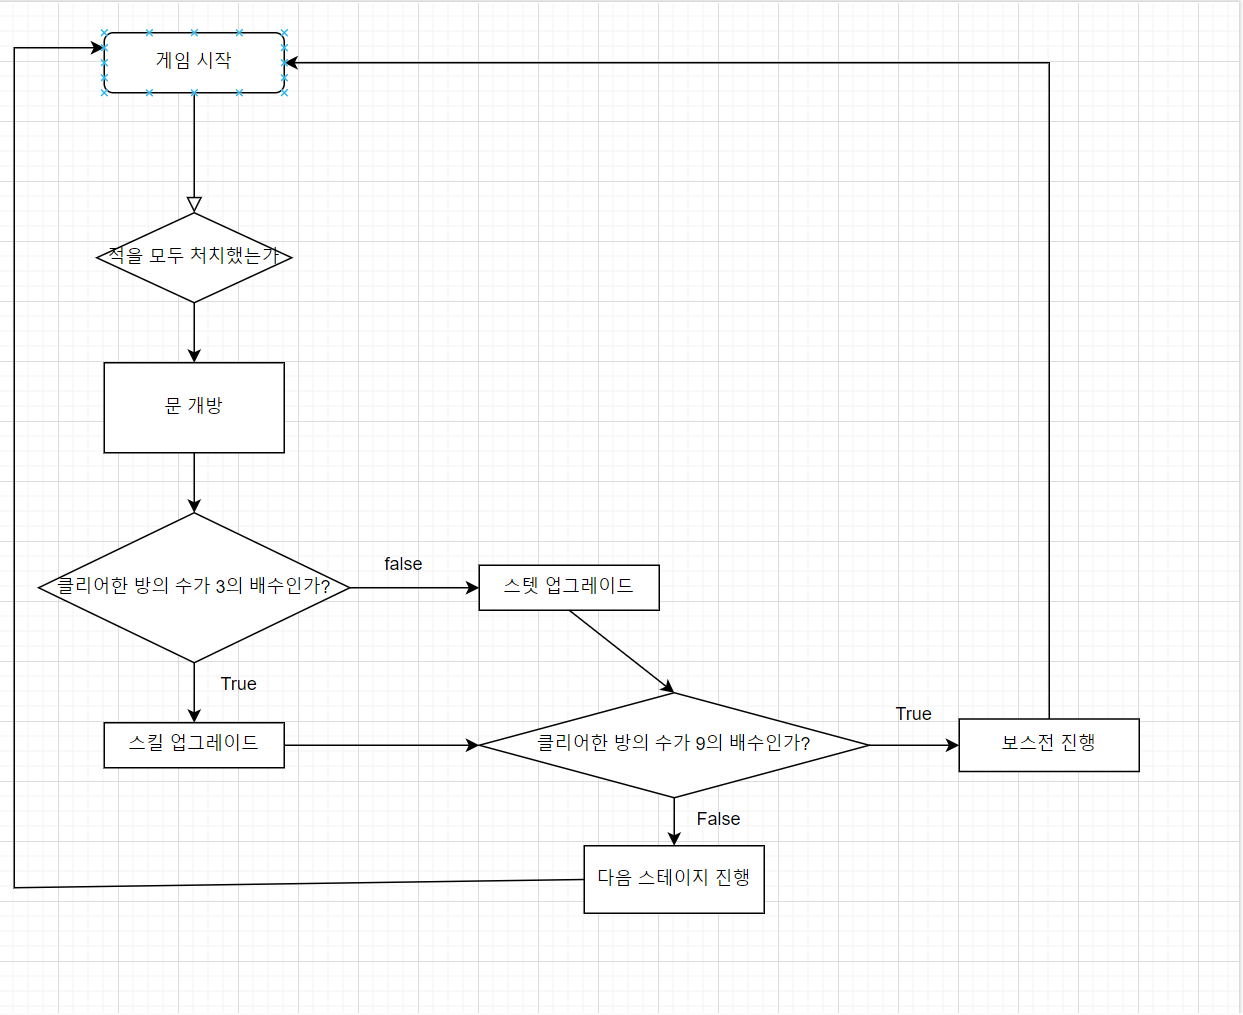 게임 시작
적을 모두 처치했는가
문 개방
클리어한 방의 수가 3의 배수인가?
false
스텟 업그레이드
True
스킬 업그레이드
클리어한 방의 수가 9의 배수인가?
True
보스전 진행
False
다음 스테이지 진행